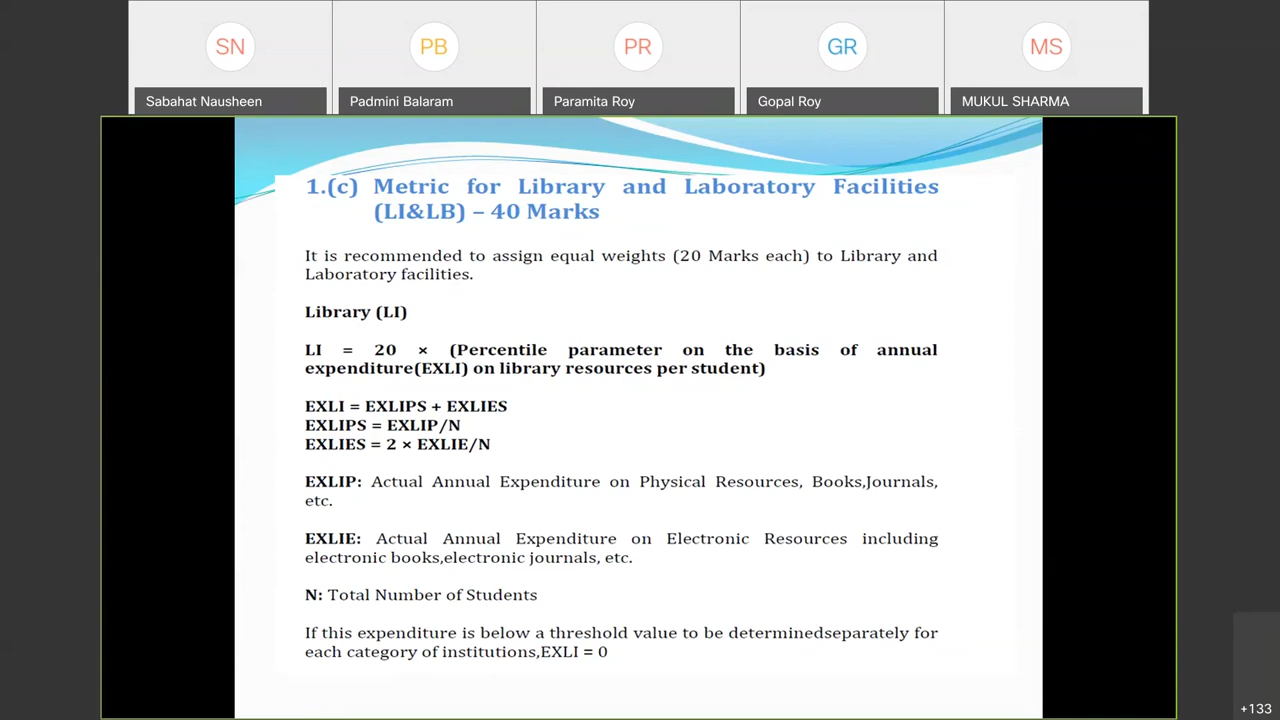 SN
PB
PR
GR
MS
Sabahat Nausheen
Padmini Balaram
Paramita Roy
Gopal Roy
MUKUL SHARMA
1.(c) Metric for Library and Laboratory Facilities
(LI&LB) – 40 Marks
It is recommended to assign equal weights (20 Marks each) to Library and
Laboratory facilities.
Library (LI)
LI = 20 × (Percentile parameter on the basis of annual
expenditure(EXLI) on library resources per student)
EXLI = EXLIPS + EXLIES
EXLIPS = EXLIP/N
EXLIES = 2 × EXLIE/N
EXLIP: Actual Annual Expenditure on Physical Resources, Books,Journals,
etc.
EXLIE: Actual Annual Expenditure on Electronic Resources including
electronic books,electronic journals, etc.
N: Total Number of Students
If this expenditure is below a threshold value to be determinedseparately for
each category of institutions,EXLI = 0
+133